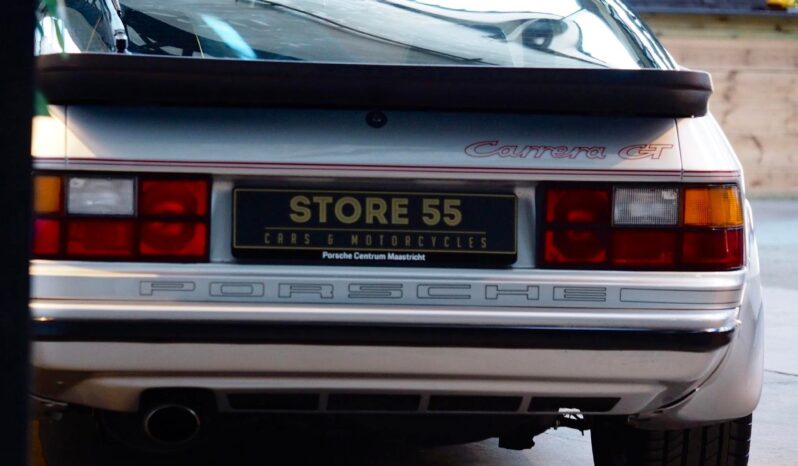 Carrera GT
STORE 55
CARS & MOTORCYCLES
Porsche Centrum Maastricht
PORSCHE